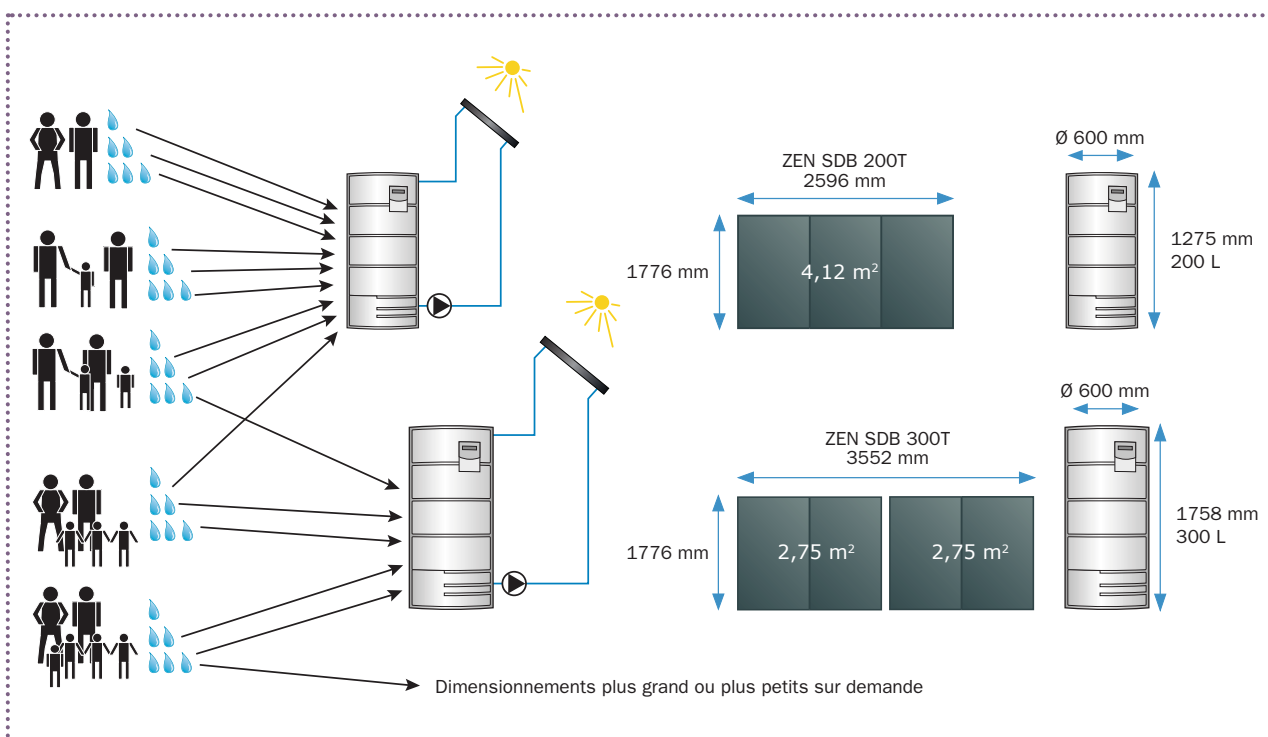 ZEN SDB 200T
2596 mm
1776 mm
4,12 m²
Ø 600 mm
1275 mm
200 L
ZEN SDB 300T
3552 mm
1776 mm
2,75 m²
2,75 m²
Ø 600 mm
1758 mm
300 L
Dimensionnements plus grand ou plus petits sur demande